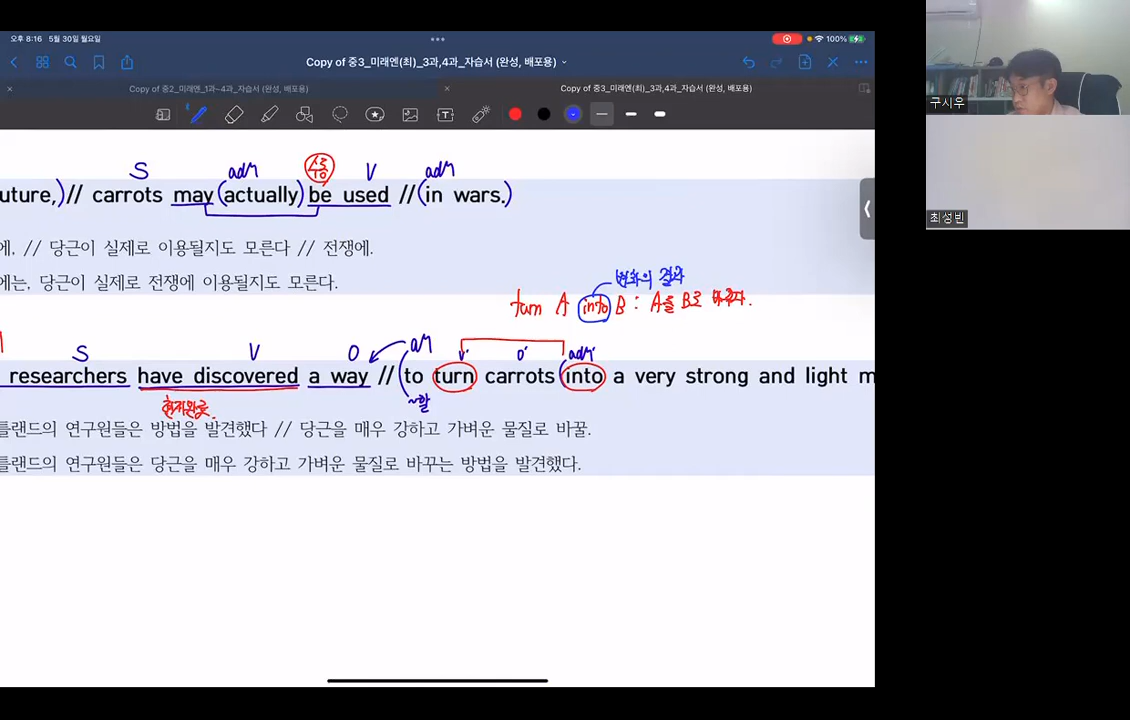 오후 8:16 5월 30일 월요일
100%
Copy of 중3_미래엔(최)_3과,4과_자습서 (완성, 배포용)
Copy of 중2_미래엔_1과~4과_자습서 (완성, 배포용)
Copy of 중3_미래엔(최)_3과,4과_자습서 (완성, 배포용)
구시우
최성빈
S V
uture,)// carrots may (actually) be used //(in wars.)
에. // 당근이 실제로 이용될지도 모른다 // 전쟁에.
에는, 당근이 실제로 전쟁에 이용될지도 모른다.
변화의 결과
turn A into B : A를 B로 바꾸다.
S V O V' O'
researchers have discovered a way // (to turn carrots (into a very strong and light m
현재완료. ~할
틀랜드의 연구원들은 방법을 발견했다 // 당근을 매우 강하고 가벼운 물질로 바꿀.
틀랜드의 연구원들은 당근을 매우 강하고 가벼운 물질로 바꾸는 방법을 발견했다.